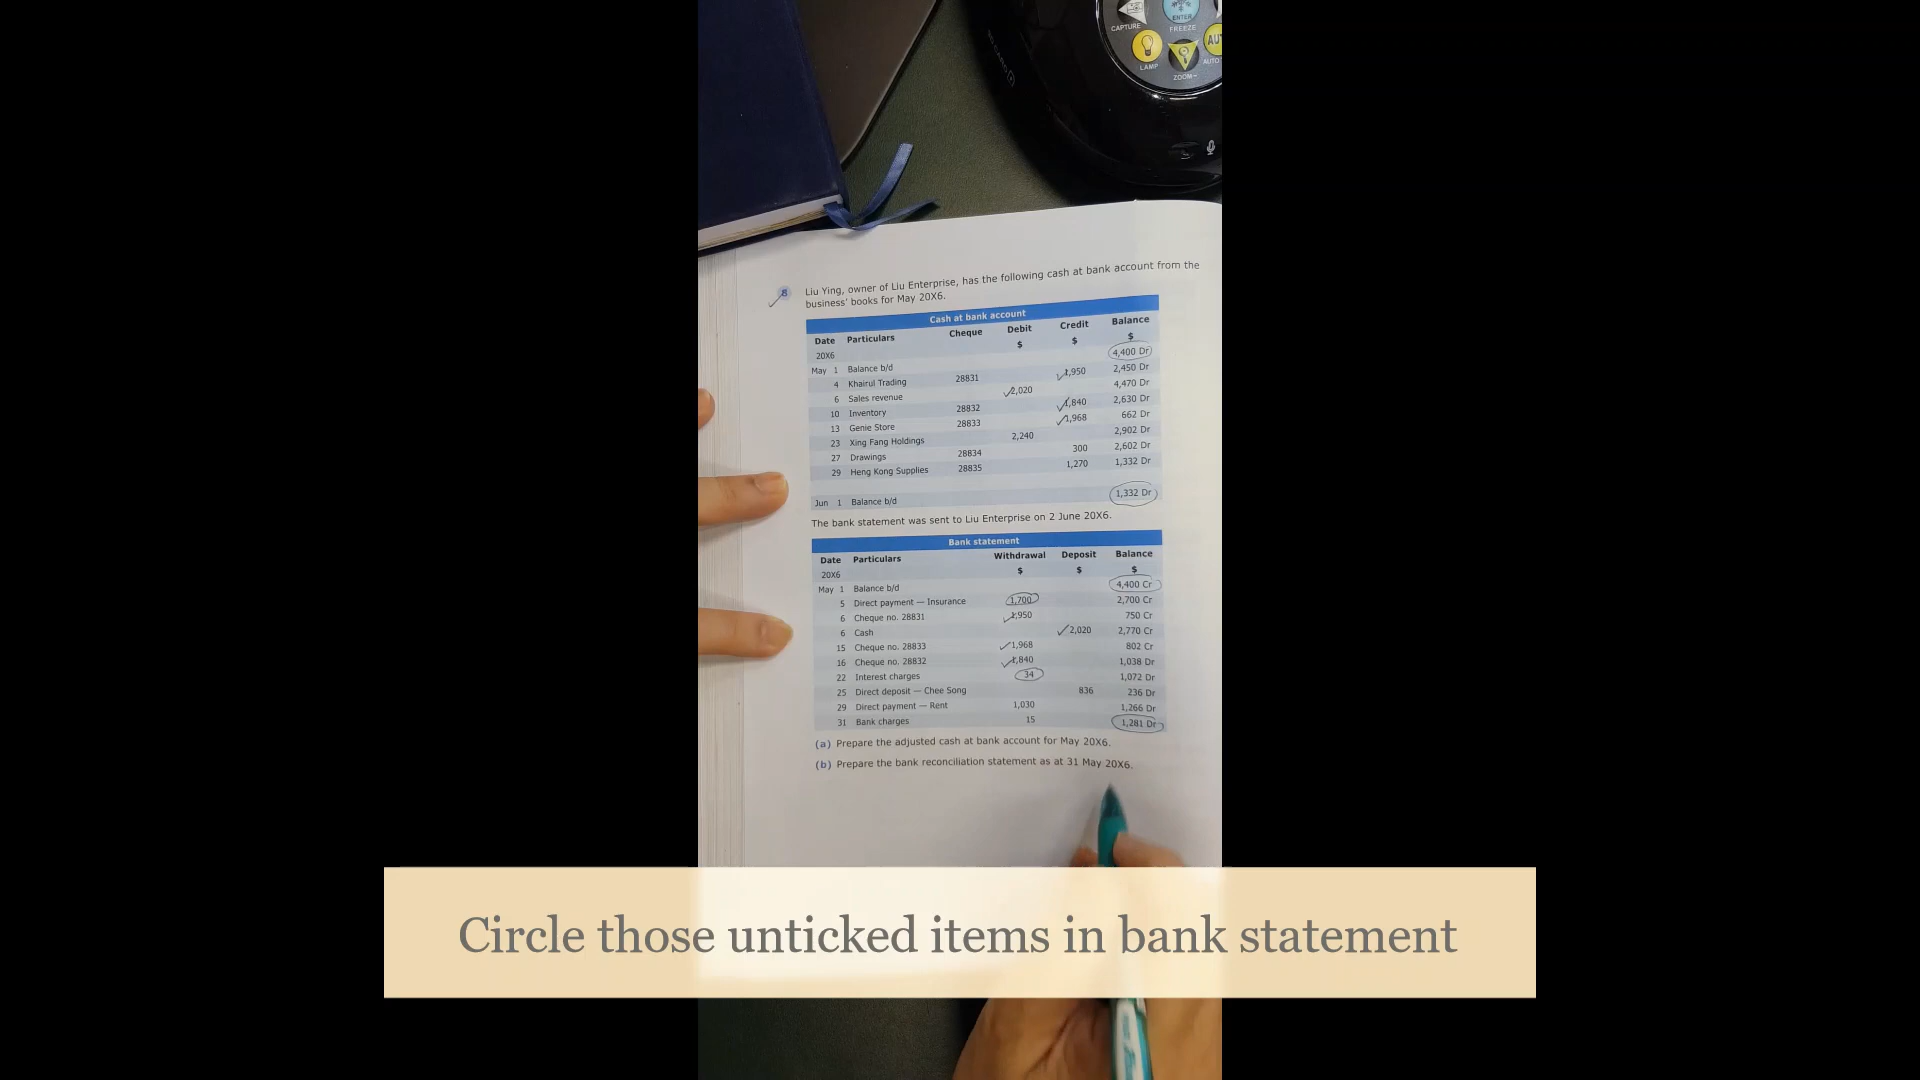 CAPTURE
ENTER
FREEZE
LAMP
ZOOM-
AUTO
8 Liu Ying, owner of Liu Enterprise, has the following cash at bank account from the
business' books for May 20X6.
Cash at bank account
Date Particulars Cheque Debit Credit Balance
20X6 $ $ $
4,400 Dr
May 1 Balance b/d
4 Khairul Trading 28831 1,950 2,450 Dr
6 Sales revenue 2,020 4,470 Dr
10 Inventory 28832 1,840 2,630 Dr
13 Genie Store 28833 1,968 662 Dr
23 Xing Fang Holdings 2,240 2,902 Dr
27 Drawings 28834 300 2,602 Dr
29 Heng Kong Supplies 28835 1,270 1,332 Dr
Jun 1 Balance b/d 1,332 Dr
The bank statement was sent to Liu Enterprise on 2 June 20X6.
Bank statement
Date Particulars Withdrawal Deposit Balance
20X6 $ $ $
May 1 Balance b/d 4,400 Cr
5 Direct payment — Insurance 1,700 2,700 Cr
6 Cheque no. 28831 1,950 750 Cr
6 Cash 2,020 2,770 Cr
15 Cheque no. 28833 1,968 802 Cr
16 Cheque no. 28832 1,840 1,038 Dr
22 Interest charges 34 1,072 Dr
25 Direct deposit — Chee Song 836 236 Dr
29 Direct payment — Rent 1,030 1,266 Dr
31 Bank charges 15 1,281 Dr
(a) Prepare the adjusted cash at bank account for May 20X6.
(b) Prepare the bank reconciliation statement as at 31 May 20X6.
Circle those unticked items in bank statement